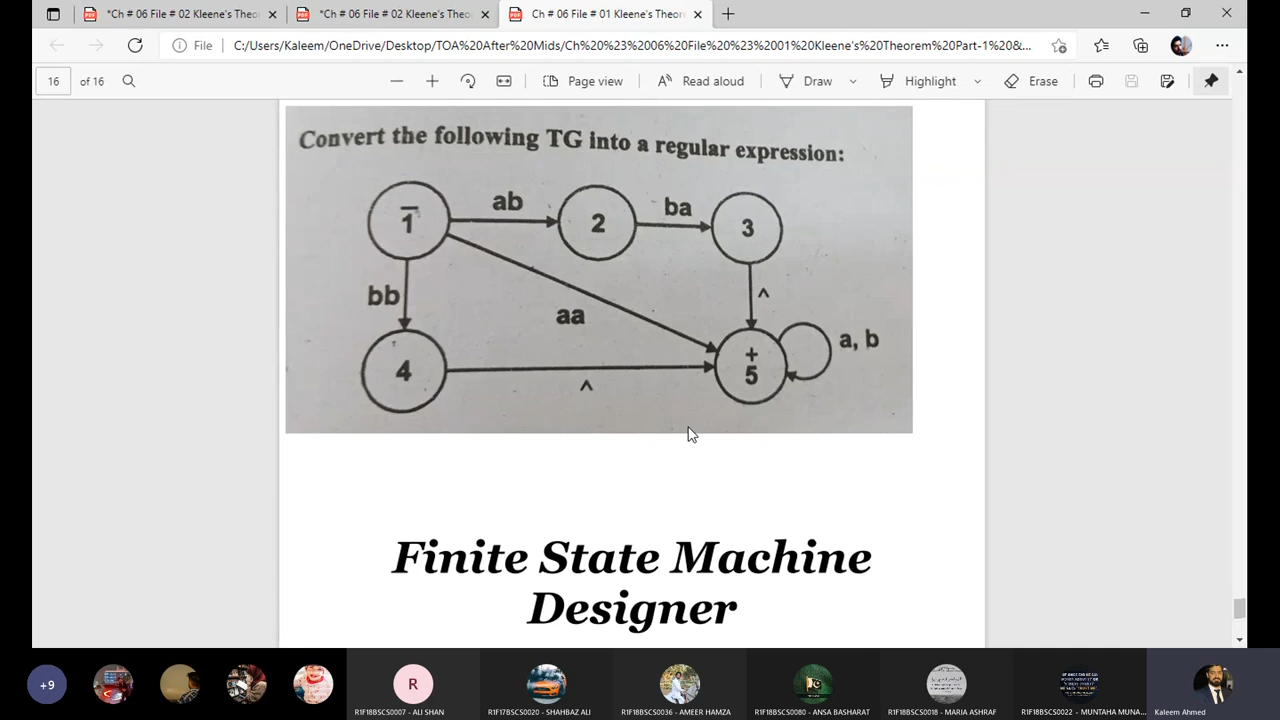 *Ch # 06 File # 02 Kleene's Theo
*Ch # 06 File # 02 Kleene's Theo
Ch # 06 File # 01 Kleene's Theor
File
C:/Users/Kaleem/OneDrive/Desktop/TOA%20After%20Mids/Ch%20%23%2006%20File%20%23%2001%20Kleene's%20Theorem%20Part-1%20&...
16 of 16
Page view
Read aloud
Draw
Highlight
Erase
Convert the following TG into a regular expression:
ab
ba
1
2
3
bb
aa
^
a, b
4
^
+
5
Finite State Machine
Designer
+9
R
R1F18BSCS0007 - ALI SHAN
R1F17BSCS0020 - SHAHBAZ ALI
R1F18BSCS0036 - AMEER HAMZA
R1F18BSCS0080 - ANSA BASHARAT
R1F18BSCS0018 - MARIA ASHRAF
R1F18BSCS0022 - MUNTAHA MUNA...
Kaleem Ahmed